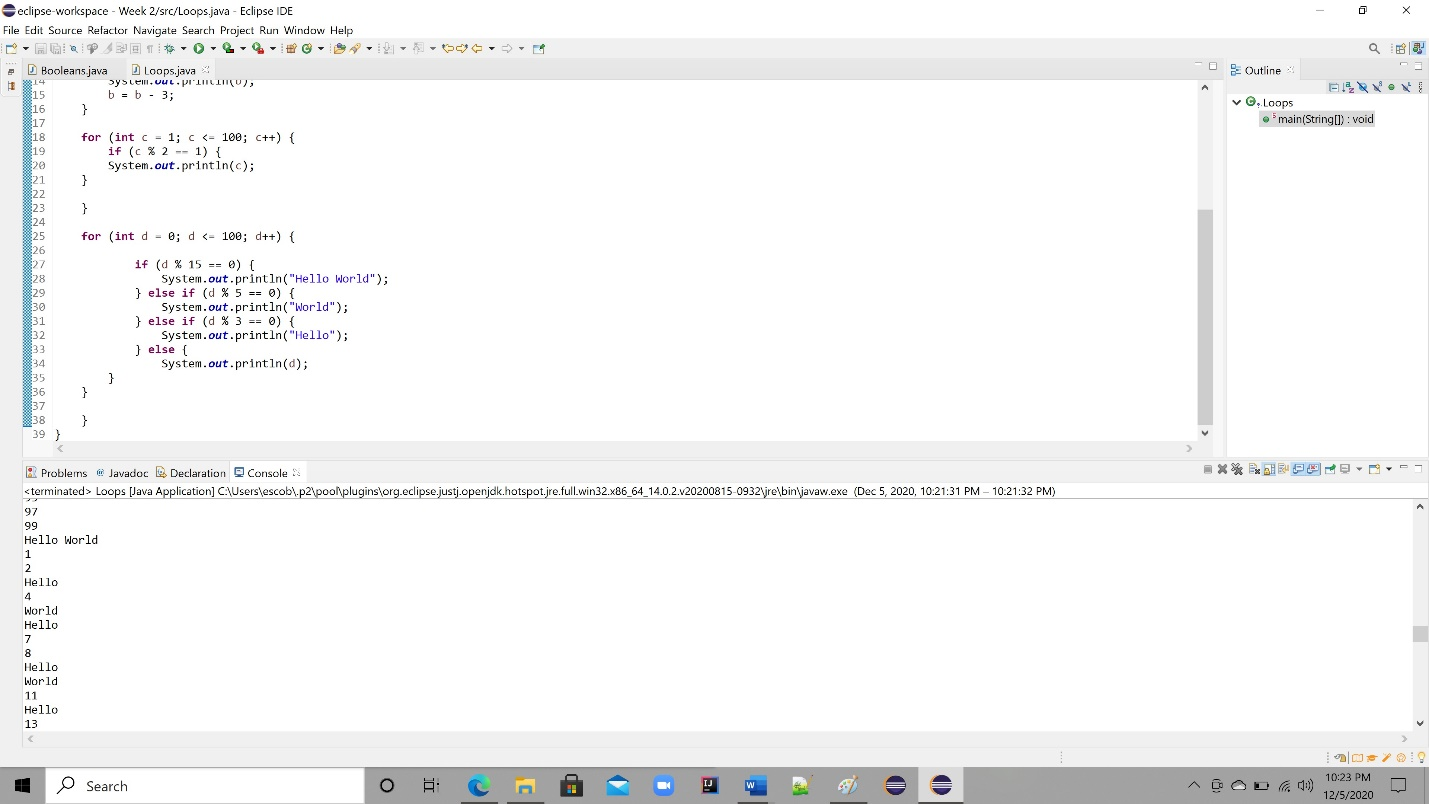 eclipse-workspace - Week 2/src/Loops.java - Eclipse IDE
File Edit Source Refactor Navigate Search Project Run Window Help
Booleans.java Loops.java
14 System.out.println(b);
15 b = b - 3;
16 }
17
18 for (int c = 1; c <= 100; c++) {
19 if (c % 2 == 1) {
20 System.out.println(c);
21 }
22
23 }
24
25 for (int d = 0; d <= 100; d++) {
26
27 if (d % 15 == 0) {
28 System.out.println("Hello World");
29 } else if (d % 5 == 0) {
30 System.out.println("World");
31 } else if (d % 3 == 0) {
32 System.out.println("Hello");
33 } else {
34 System.out.println(d);
35 }
36 }
37
38 }
39 }
Outline
Loops
main(String[]) : void
Problems @ Javadoc Declaration Console
<terminated> Loops [Java Application] C:\Users\escob\.p2\pool\plugins\org.eclipse.justj.openjdk.hotspot.jre.full.win32.x86_64_14.0.2.v20200815-0932\jre\bin\javaw.exe (Dec 5, 2020, 10:21:31 PM – 10:21:32 PM)
97
99
Hello World
1
2
Hello
4
World
Hello
7
8
Hello
World
11
Hello
13
Search
10:23 PM
12/5/2020